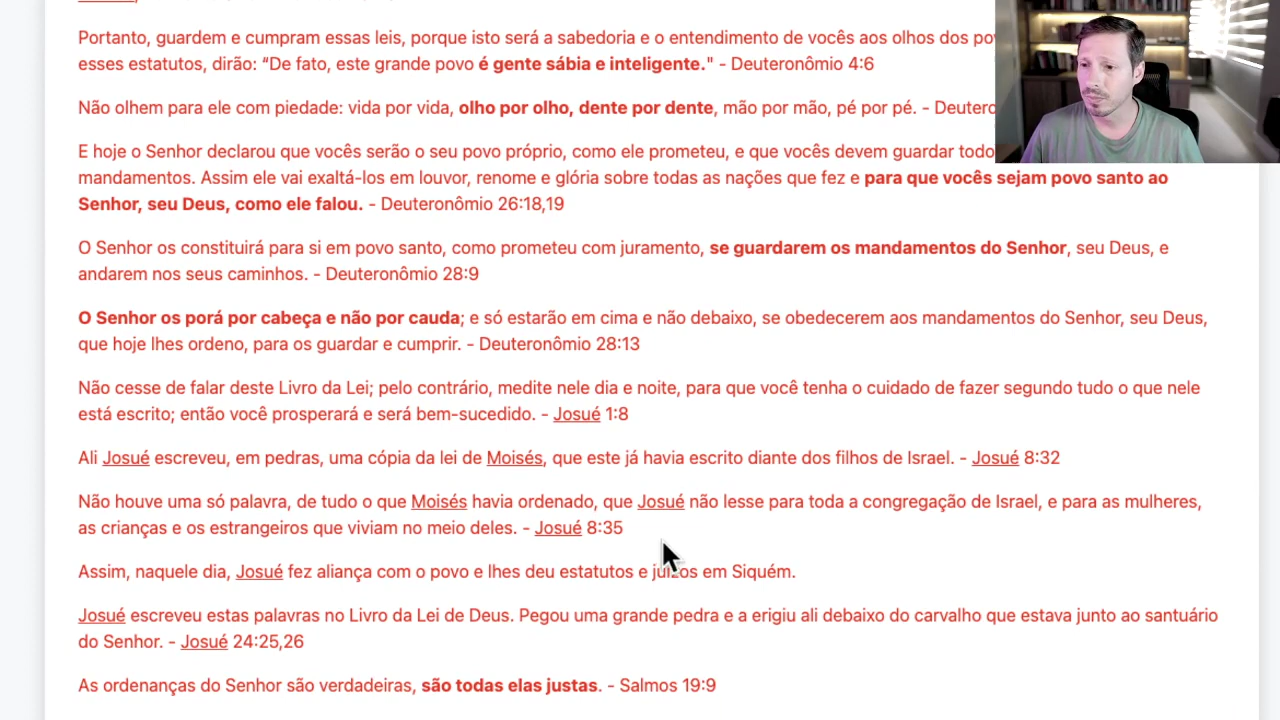 Portanto, guardem e cumpram essas leis, porque isto será a sabedoria e o entendimento de vocês aos olhos dos
esses estatutos, dirão: “De fato, este grande povo é gente sábia e inteligente." - Deuteronômio 4:6
Não olhem para ele com piedade: vida por vida, olho por olho, dente por dente, mão por mão, pé por pé. -
E hoje o Senhor declarou que vocês serão o seu povo próprio, como ele prometeu, e que vocês devem guardar
mandamentos. Assim ele vai exaltá-los em louvor, renome e glória sobre todas as nações que fez e para que vocês sejam povo santo ao
Senhor, seu Deus, como ele falou. - Deuteronômio 26:18,19
O Senhor os constituirá para si em povo santo, como prometeu com juramento, se guardarem os mandamentos do Senhor, seu Deus, e
andarem nos seus caminhos. - Deuteronômio 28:9
O Senhor os porá por cabeça e não por cauda; e só estarão em cima e não debaixo, se obedecerem aos mandamentos do Senhor, seu Deus,
que hoje lhes ordeno, para os guardar e cumprir. - Deuteronômio 28:13
Não cesse de falar deste Livro da Lei; pelo contrário, medite nele dia e noite, para que você tenha o cuidado de fazer segundo tudo o que nele
está escrito; então você prosperará e será bem-sucedido. - Josué 1:8
Ali Josué escreveu, em pedras, uma cópia da lei de Moisés, que este já havia escrito diante dos filhos de Israel. - Josué 8:32
Não houve uma só palavra, de tudo o que Moisés havia ordenado, que Josué não lesse para toda a congregação de Israel, e para as mulheres,
as crianças e os estrangeiros que viviam no meio deles. - Josué 8:35
Assim, naquele dia, Josué fez aliança com o povo e lhes deu estatutos e juízos em Siquém.
Josué escreveu estas palavras no Livro da Lei de Deus. Pegou uma grande pedra e a erigiu ali debaixo do carvalho que estava junto ao santuário
do Senhor. - Josué 24:25,26
As ordenanças do Senhor são verdadeiras, são todas elas justas. - Salmos 19:9